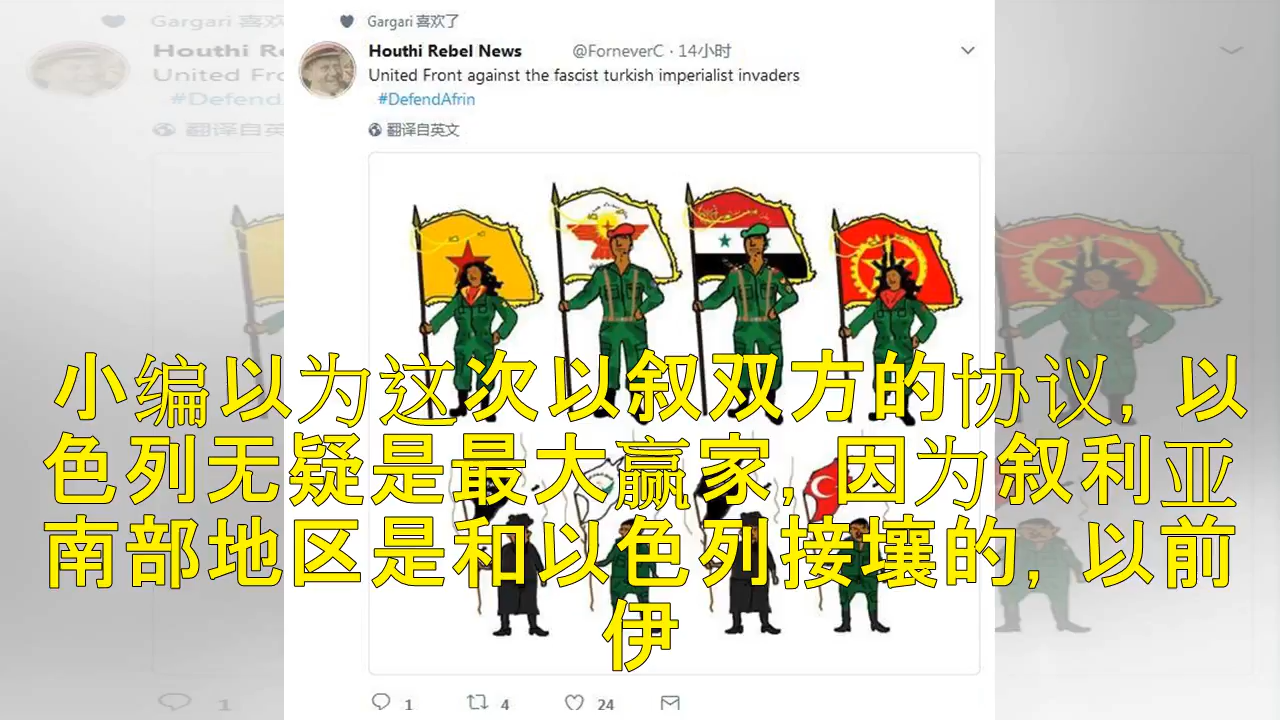 Gargari 喜欢了
Houthi Rebel News @ForneverC · 14小时
United Front against the fascist turkish imperialist invaders
#DefendAfrin
翻译自英文
小编以为这次以叙双方的协议, 以
色列无疑是最大赢家, 因为叙利亚
南部地区是和以色列接壤的, 以前
伊
1 4 24